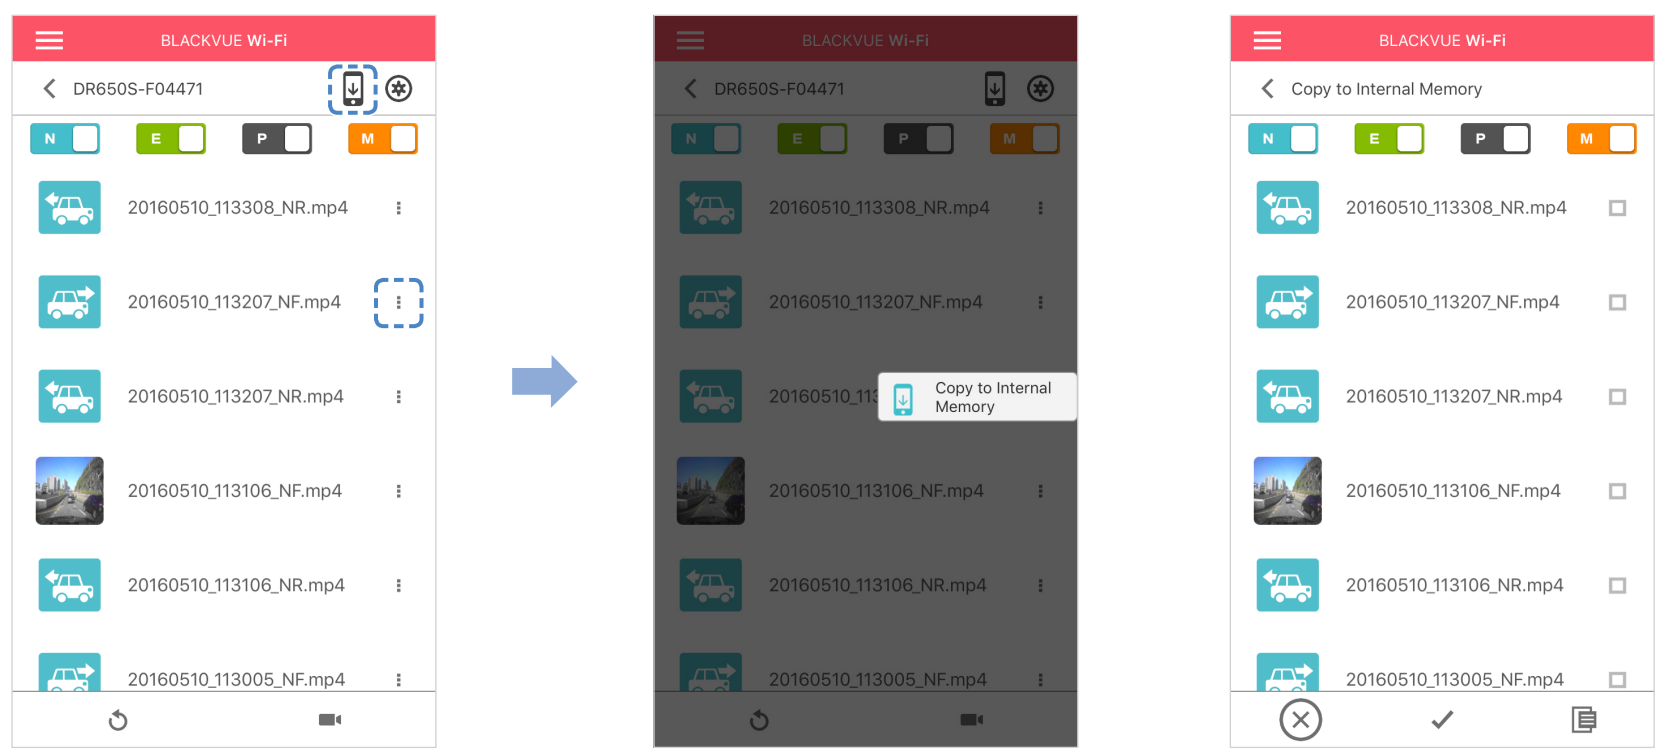 BLACKVUE Wi-Fi
DR650S-F04471
N E P M
20160510_113308_NR.mp4
20160510_113207_NF.mp4
20160510_113207_NR.mp4
20160510_113106_NF.mp4
20160510_113106_NR.mp4
20160510_113005_NF.mp4
BLACKVUE Wi-Fi
DR650S-F04471
N E P M
20160510_113308_NR.mp4
20160510_113207_NF.mp4
20160510_113
Copy to Internal
Memory
20160510_113106_NF.mp4
20160510_113106_NR.mp4
20160510_113005_NF.mp4
BLACKVUE Wi-Fi
Copy to Internal Memory
N E P M
20160510_113308_NR.mp4
20160510_113207_NF.mp4
20160510_113207_NR.mp4
20160510_113106_NF.mp4
20160510_113106_NR.mp4
20160510_113005_NF.mp4